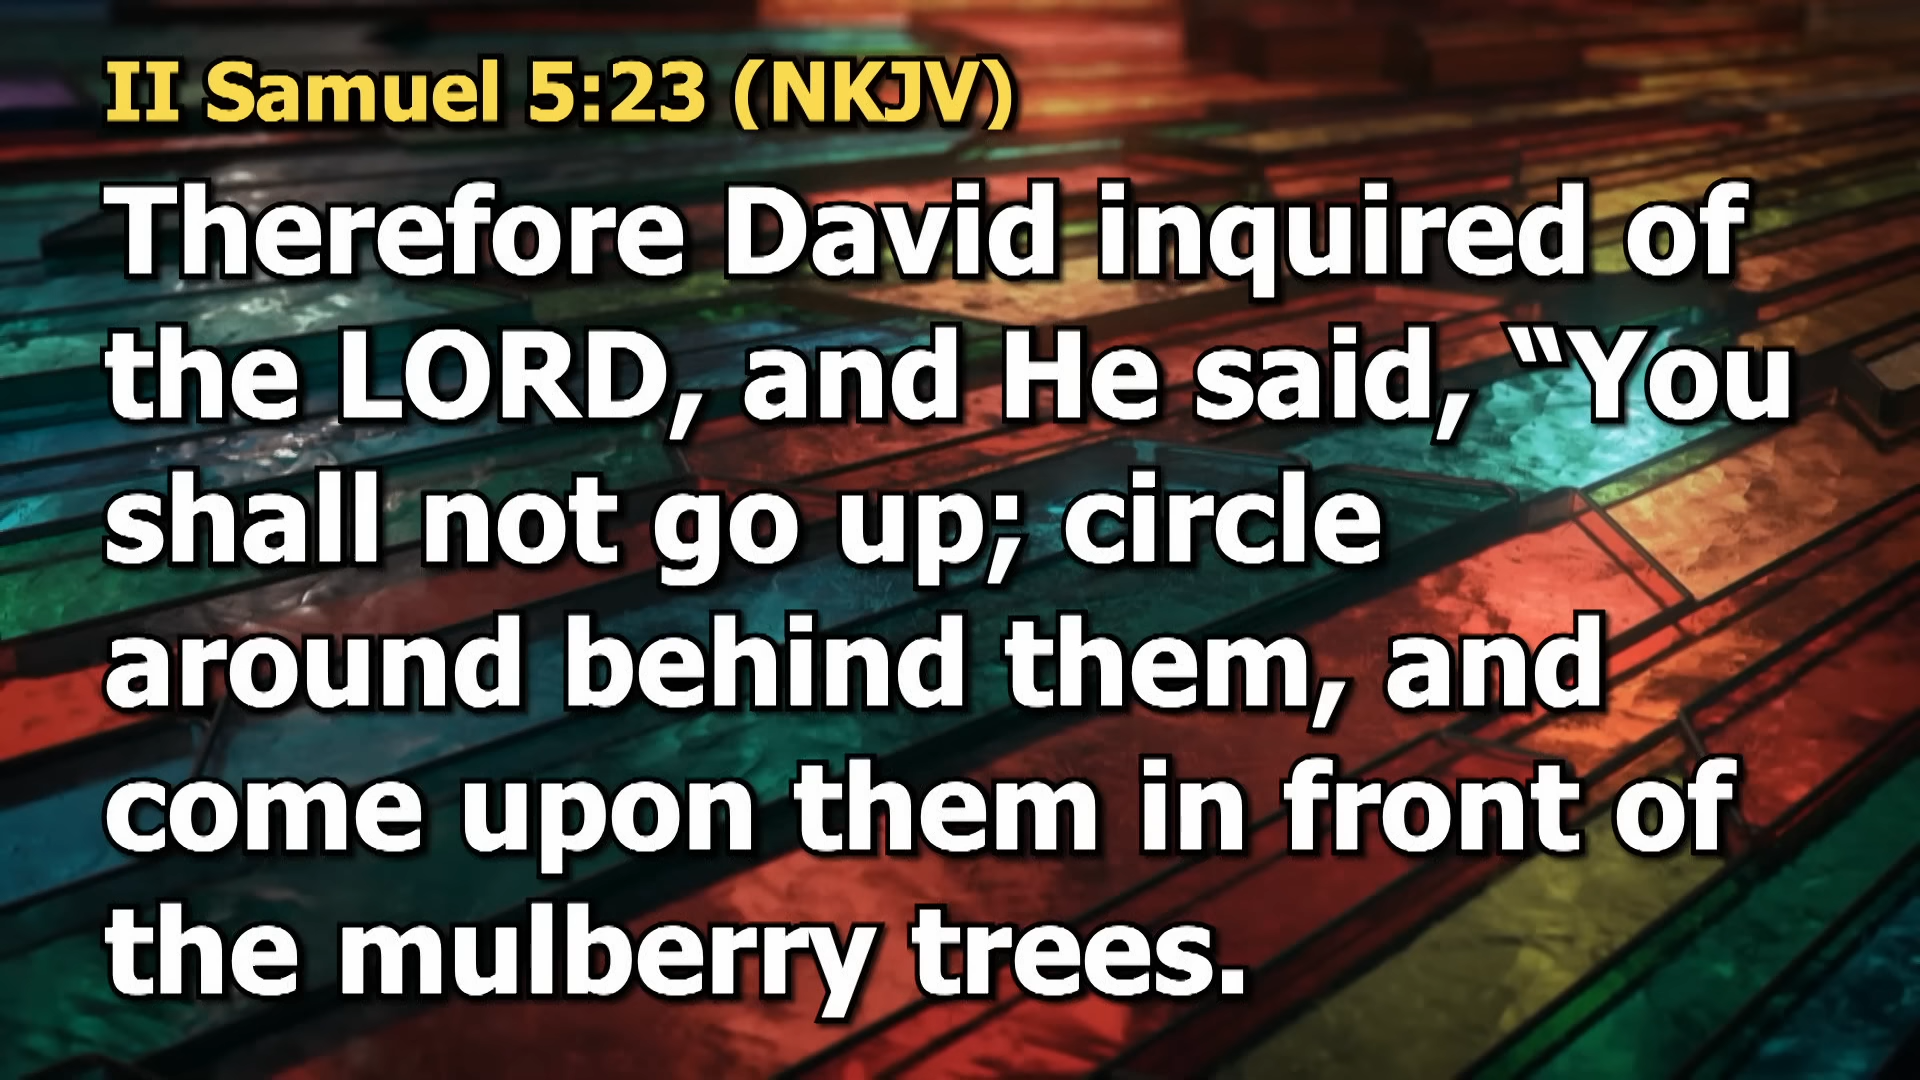 II Samuel 5:23 (NKJV)
Therefore David inquired of
the LORD, and He said, “You
shall not go up; circle
around behind them, and
come upon them in front of
the mulberry trees.